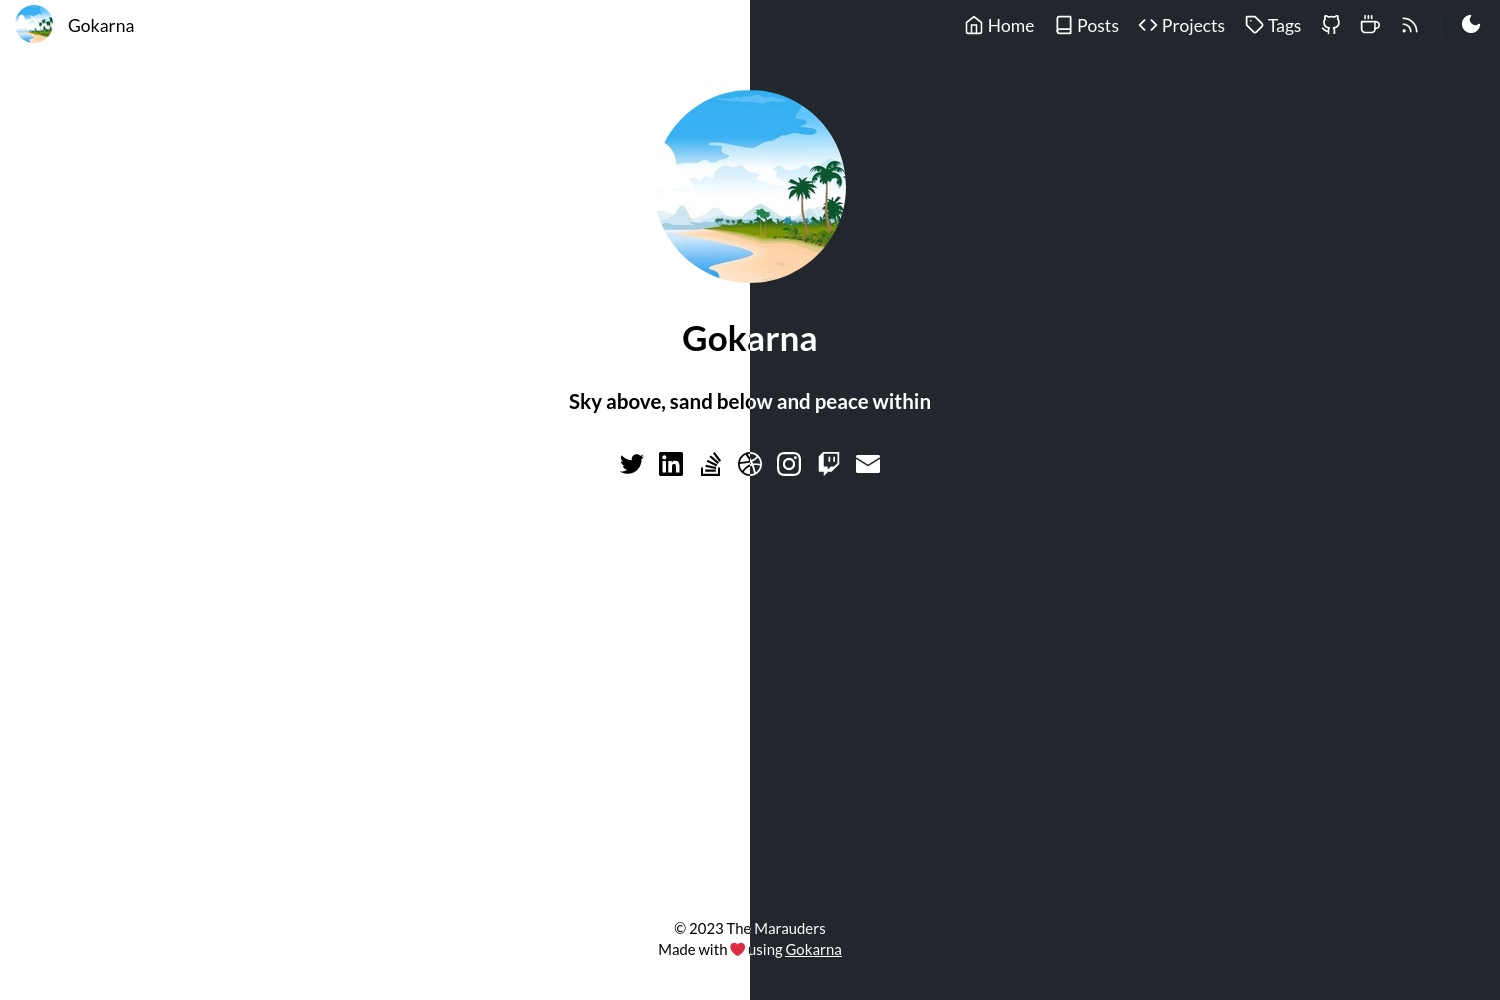 Gokarna
Home Posts Projects Tags
Gokarna
Sky above, sand below and peace within
© 2023 The Marauders
Made with ❤ using Gokarna